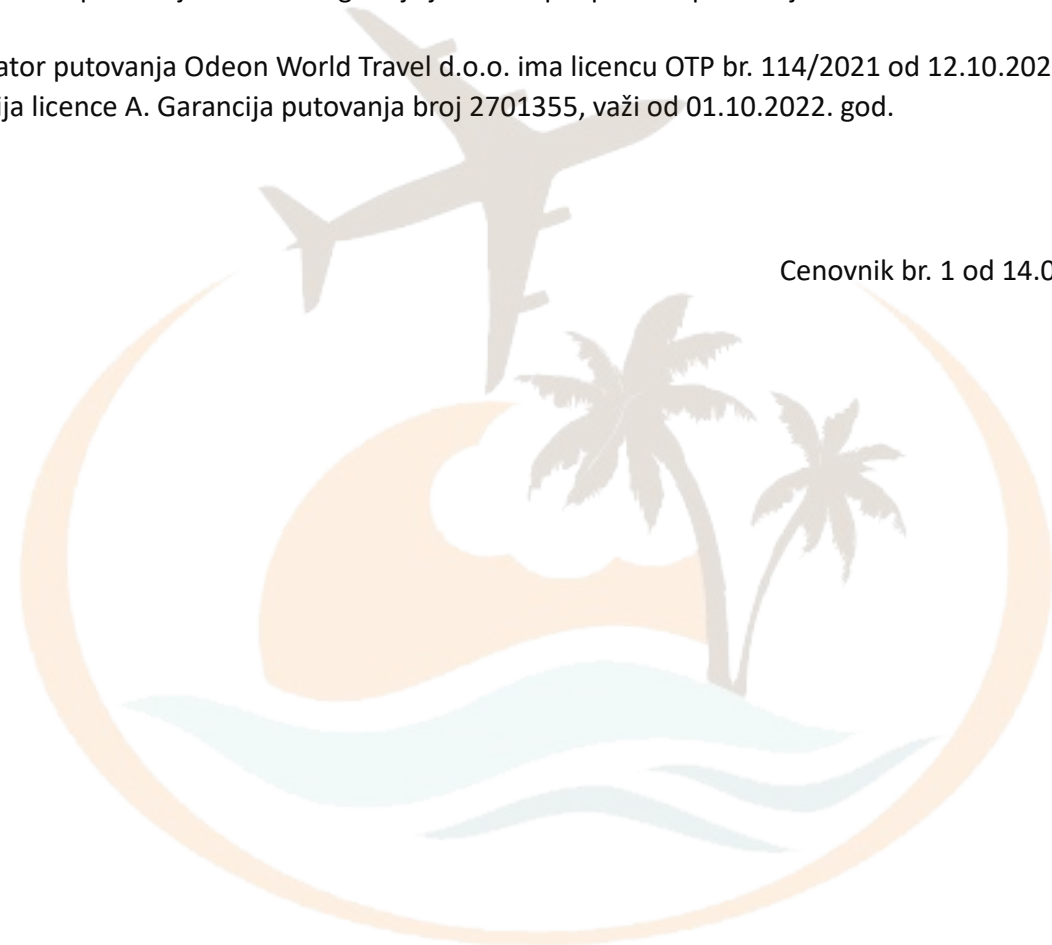 ator putovanja Odeon World Travel d.o.o. ima licencu OTP br. 114/2021 od 12.10.202
ija licence A. Garancija putovanja broj 2701355, važi od 01.10.2022. god.
Cenovnik br. 1 od 14.0